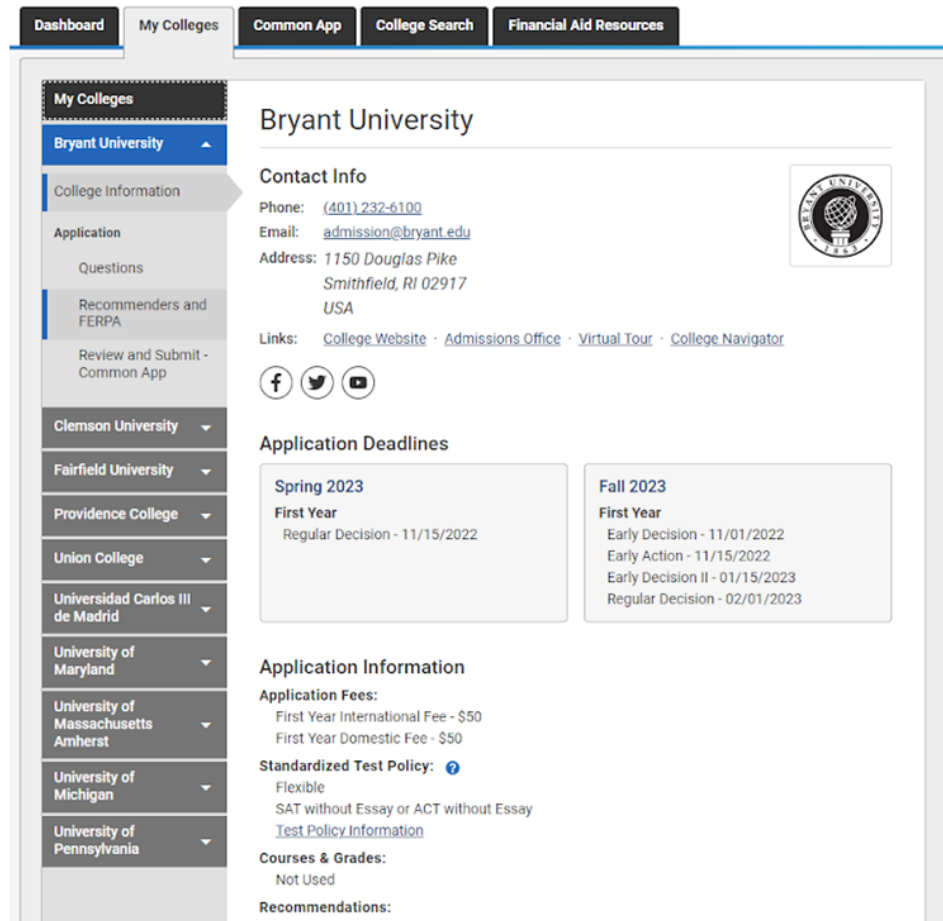 Dashboard
My Colleges
Common App
College Search
Financial Aid Resources
My Colleges
Bryant University
College Information
Application
Questions
Recommenders and
FERPA
Review and Submit -
Common App
Clemson University
Fairfield University
Providence College
Union College
Universidad Carlos III
de Madrid
University of
Maryland
University of
Massachusetts
Amherst
University of
Michigan
University of
Pennsylvania
Bryant University
Contact Info
Phone: (401) 232-6100
Email: admission@bryant.edu
Address: 1150 Douglas Pike
Smithfield, RI 02917
USA
Links: College Website · Admissions Office · Virtual Tour · College Navigator
BRYANT UNIVERSITY
· 1863 ·
Application Deadlines
Spring 2023
First Year
Regular Decision - 11/15/2022
Fall 2023
First Year
Early Decision - 11/01/2022
Early Action - 11/15/2022
Early Decision II - 01/15/2023
Regular Decision - 02/01/2023
Application Information
Application Fees:
First Year International Fee - $50
First Year Domestic Fee - $50
Standardized Test Policy: ?
Flexible
SAT without Essay or ACT without Essay
Test Policy Information
Courses & Grades:
Not Used
Recommendations: